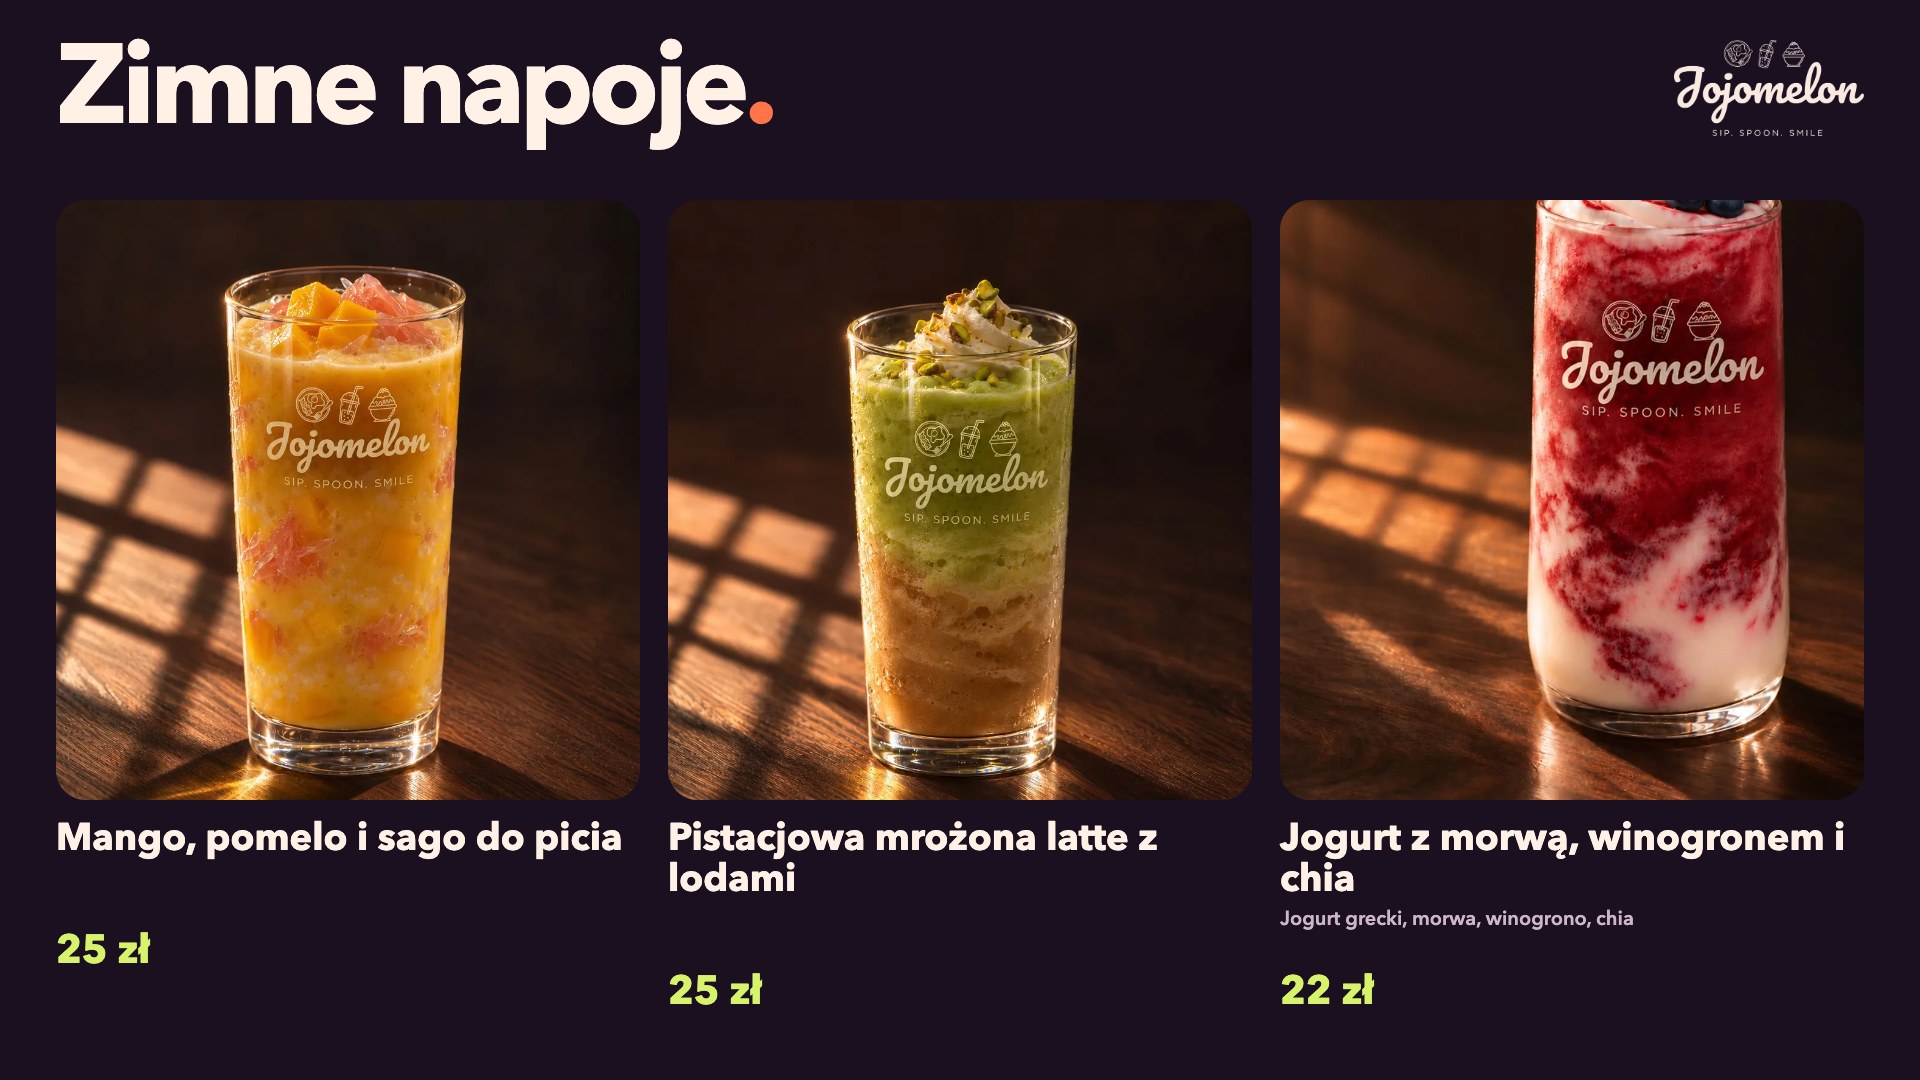 Zimne napoje.
Jojomelon
SIP. SPOON. SMILE
Jojomelon
SIP. SPOON. SMILE
Jojomelon
SIP. SPOON. SMILE
Jojomelon
SIP. SPOON. SMILE
Mango, pomelo i sago do picia
25 zł
Pistacjowa mrożona latte z
lodami
25 zł
Jogurt z morwą, winogronem i
chia
Jogurt grecki, morwa, winogrono, chia
22 zł